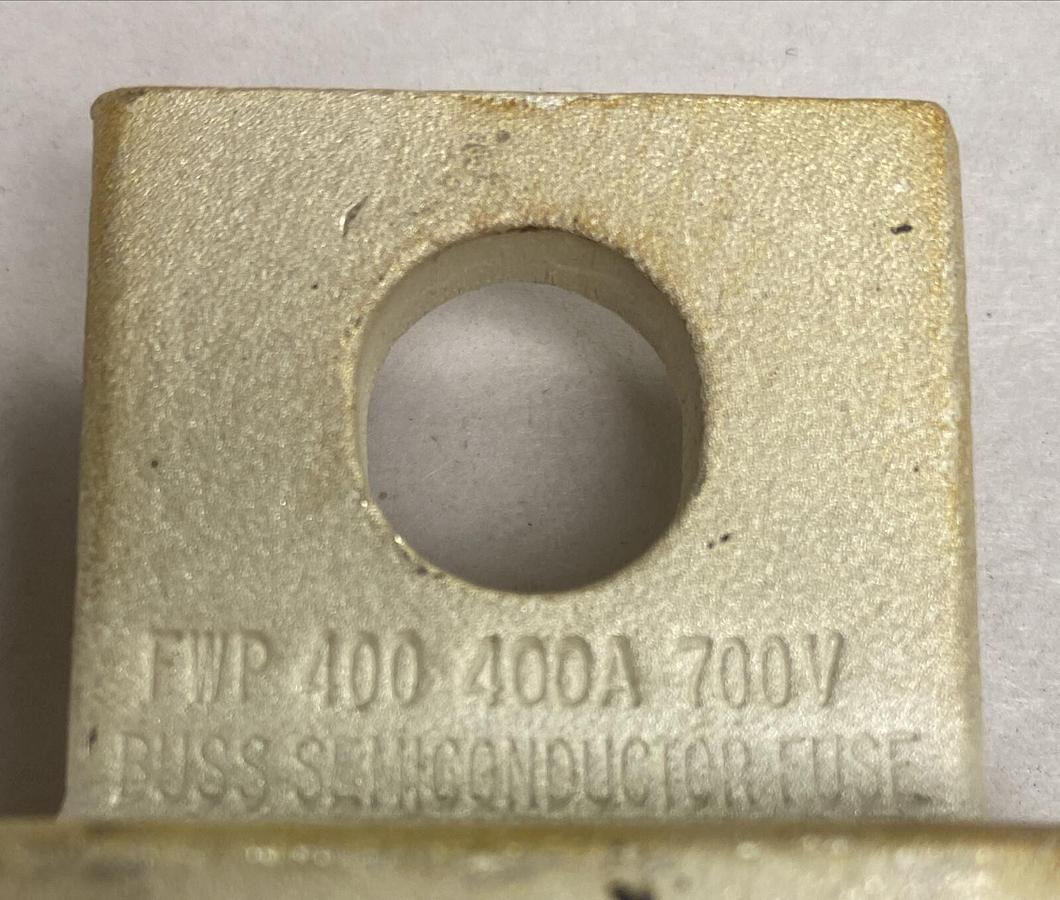 FWP 400 400A 700V
BUSS SEMICONDUCTOR FUSE